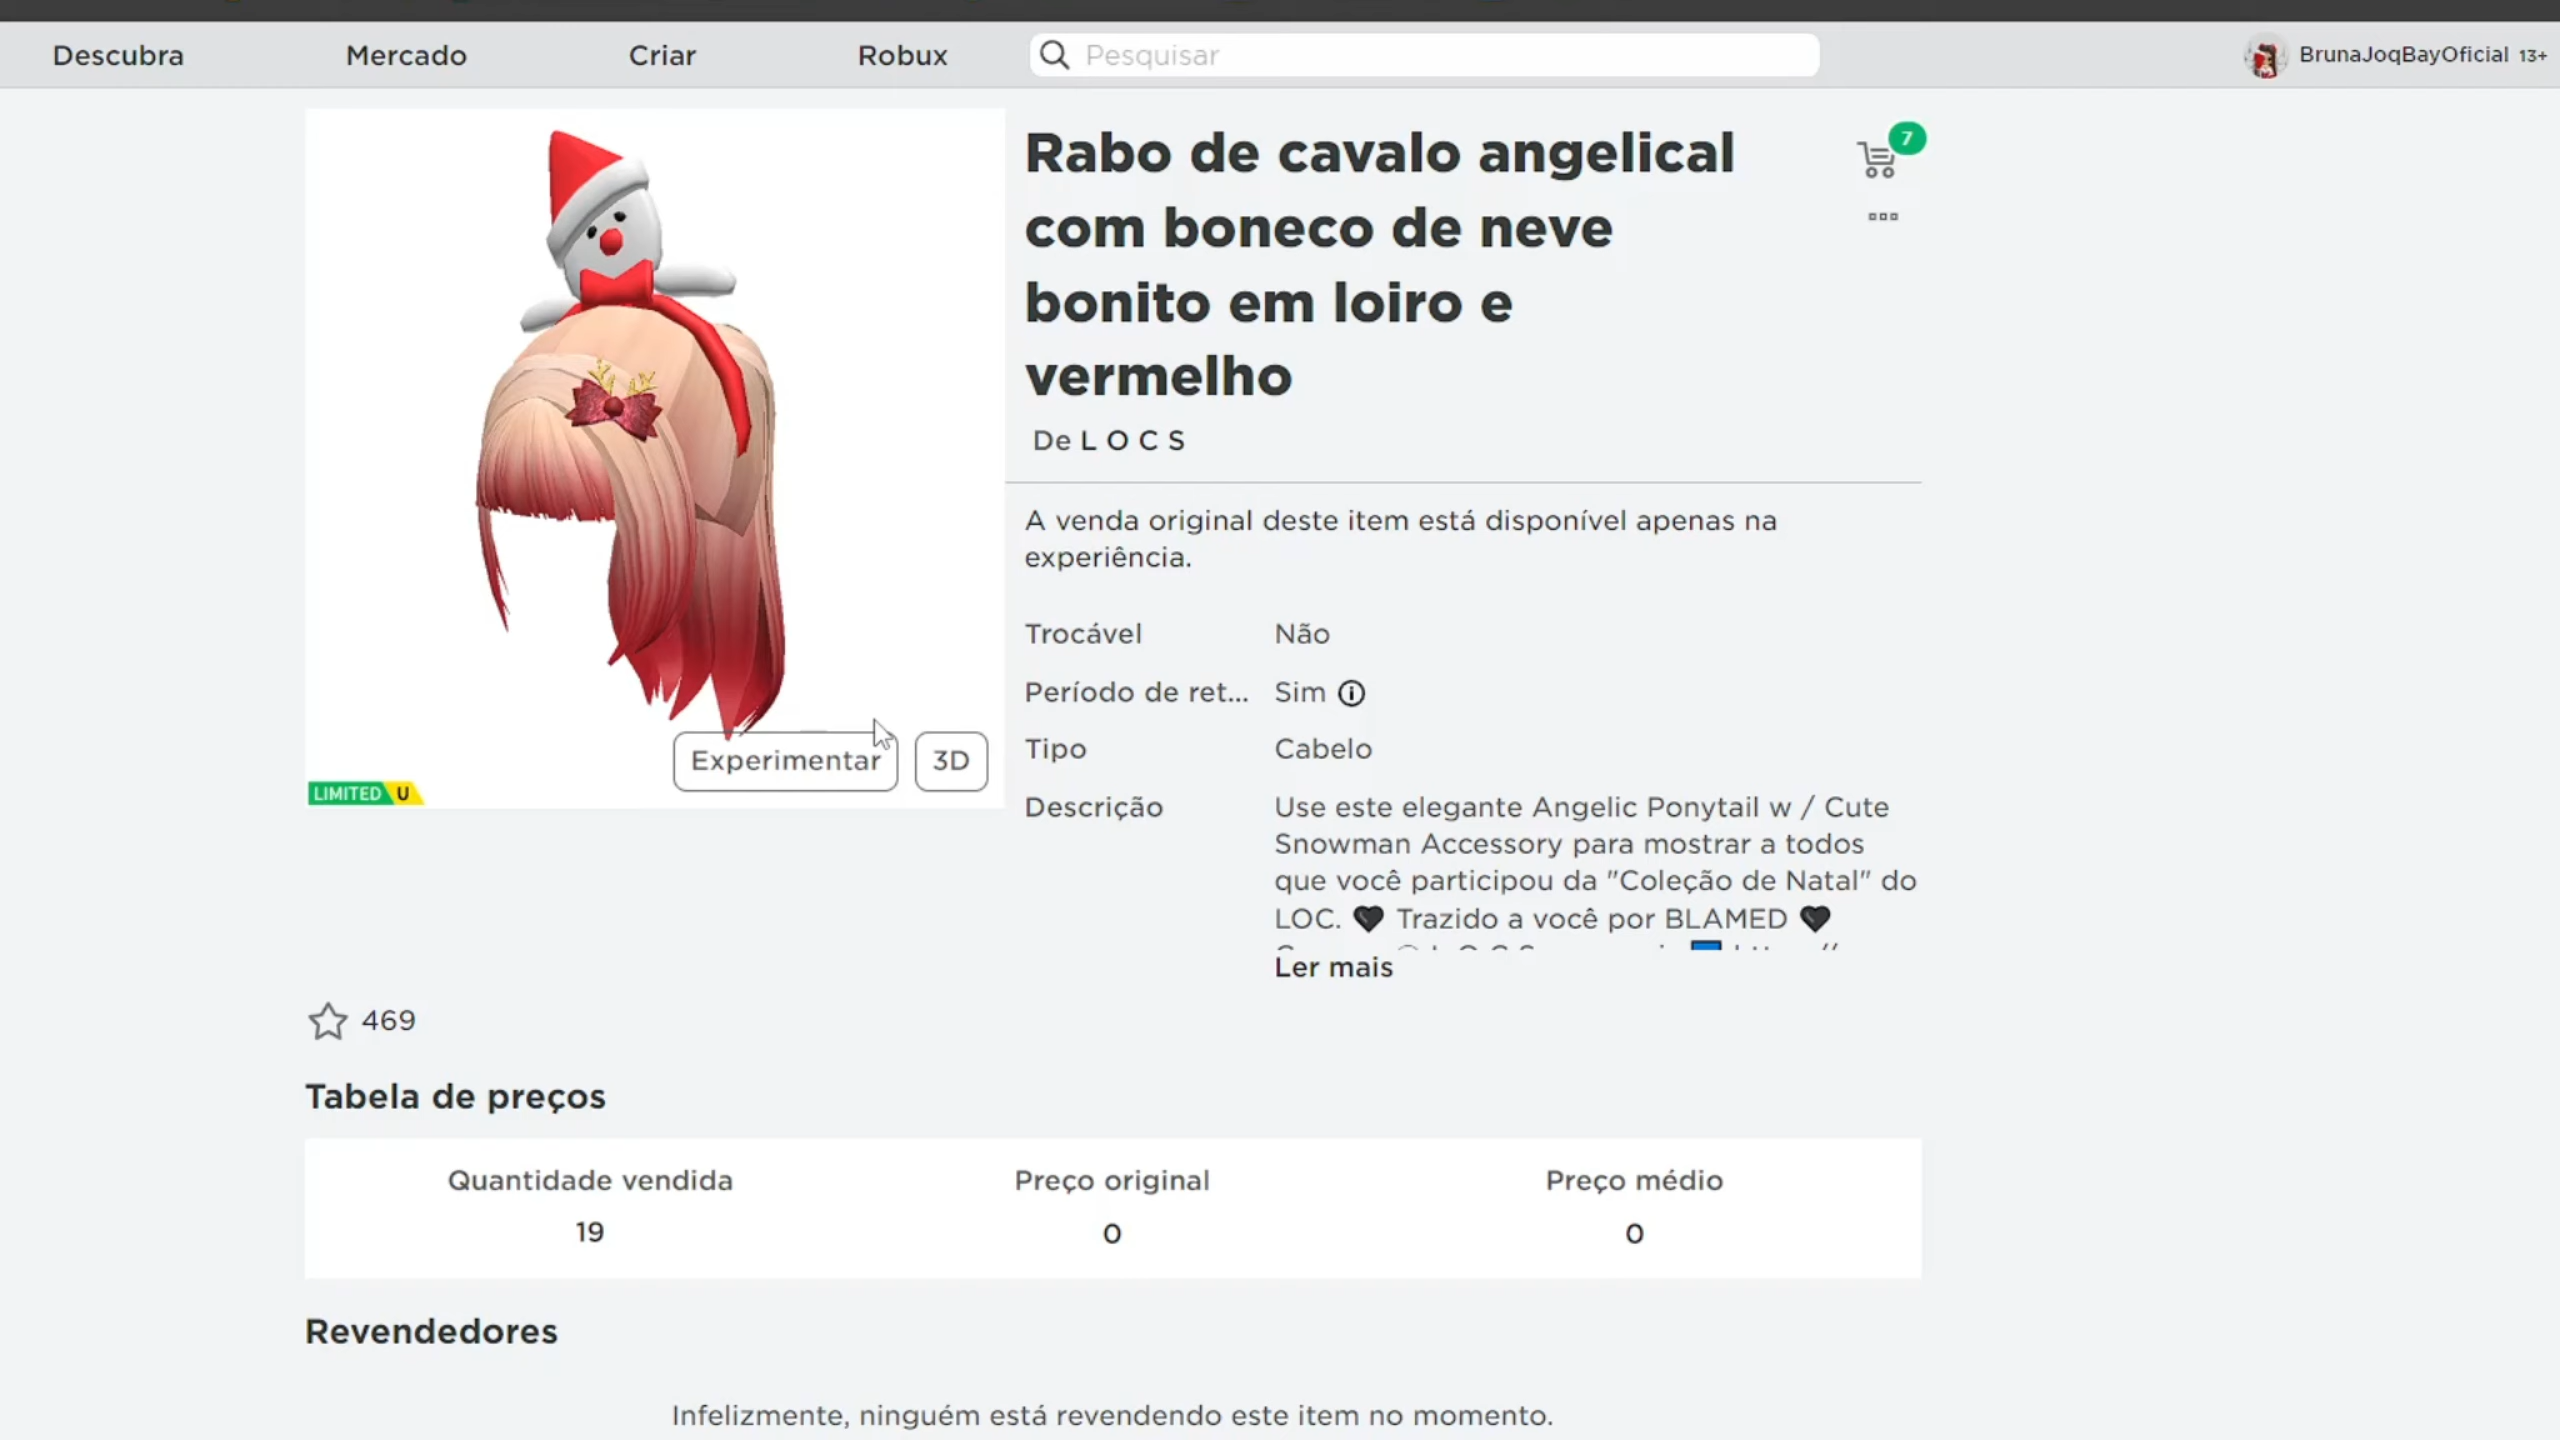 Descubra
Mercado
Criar
Robux
Pesquisar
BrunaJoqBayOficial 13+
Rabo de cavalo angelical
com boneco de neve
bonito em loiro e
vermelho
7
De L O C S
A venda original deste item está disponível apenas na
experiência.
Trocável Não
Período de ret... Sim
Tipo Cabelo
Descrição Use este elegante Angelic Ponytail w / Cute
Snowman Accessory para mostrar a todos
que você participou da "Coleção de Natal" do
LOC. 🖤 Trazido a você por BLAMED 🖤
Ler mais
Experimentar
3D
LIMITED U
469
Tabela de preços
Quantidade vendida Preço original Preço médio
19 0 0
Revendedores
Infelizmente, ninguém está revendendo este item no momento.